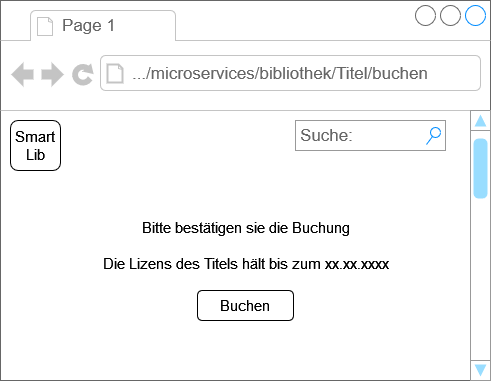 Page 1
.../microservices/bibliothek/Titel/buchen
Smart
Lib
Suche:
Bitte bestätigen sie die Buchung
Die Lizens des Titels hält bis zum xx.xx.xxxx
Buchen